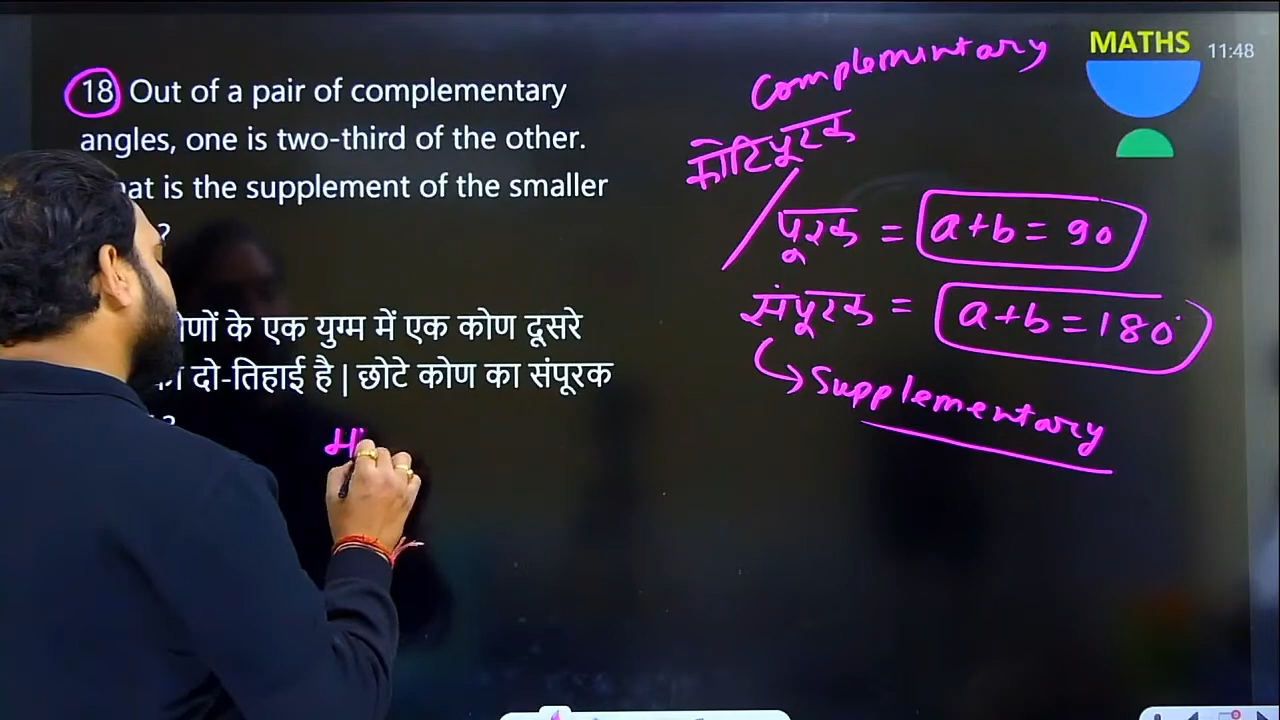 MATHS 11:48
18 Out of a pair of complementary
angles, one is two-third of the other.
is the supplement of the smaller
?
के एक युग्म में एक कोण दूसरे
दो-तिहाई है | छोटे कोण का संपूरक
?
Complementary
कोटिपूरक
/ पूरक = a+b = 90
संपूरक = a+b = 180°
Supplementary